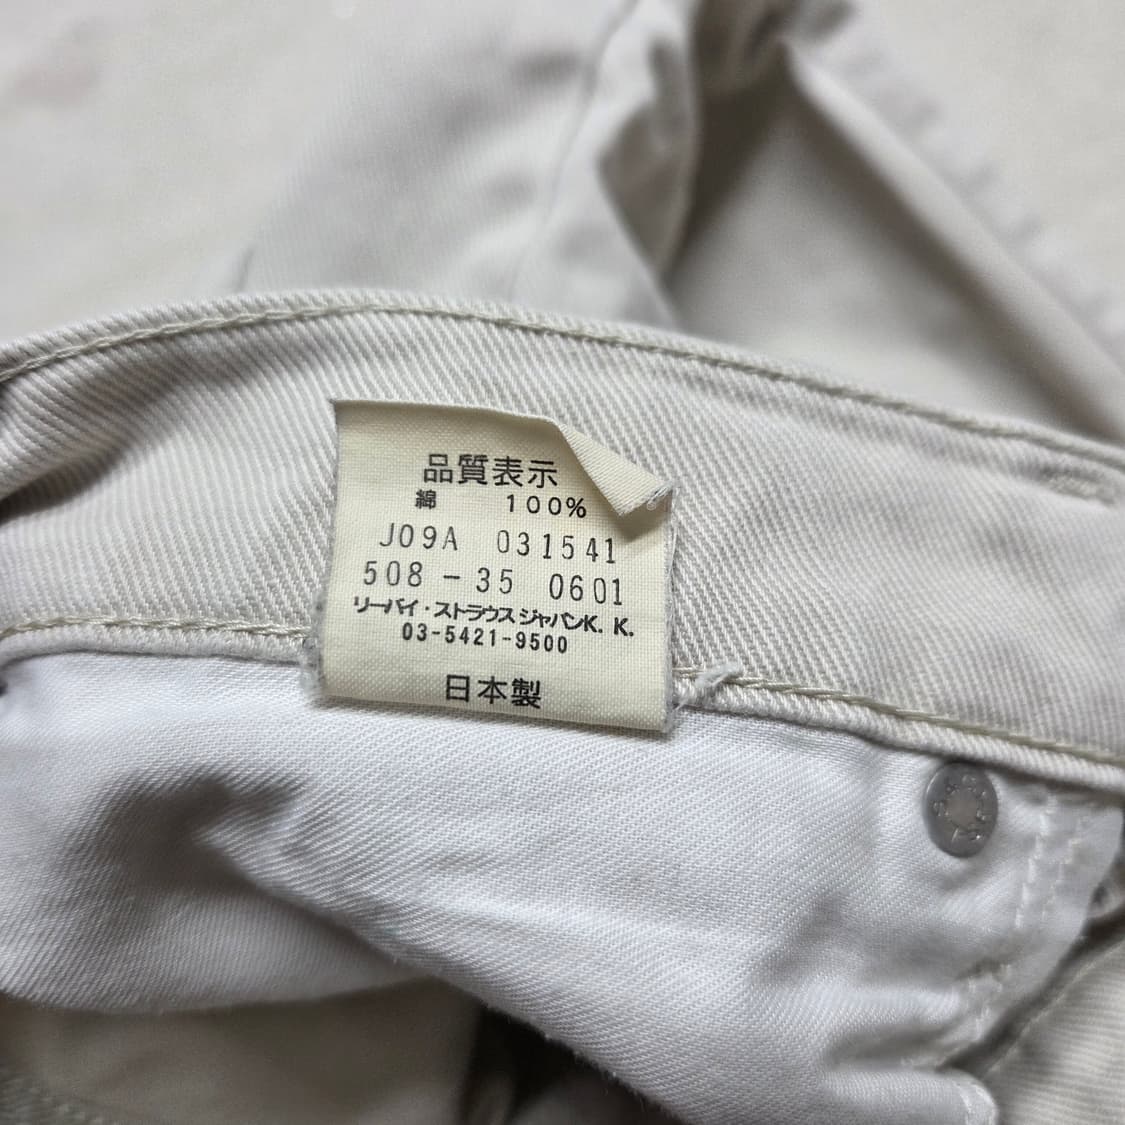 品質表示
綿 100%
J09A 031541
508-35 0601
リーバイ・ストラウス ジャパンK.K.
03-5421-9500
日本製